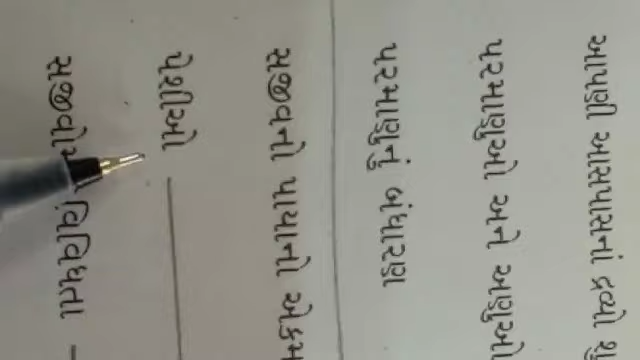 આપણી આસપાસનાં દ્રવ્યો શુ
પરમાણુઓ અને અણુઓ
પરમાણુનું બંધારણ
સજીવનો પાયાનો એકમ
પેશીઓ
સજીવોમાં વિવિધતા